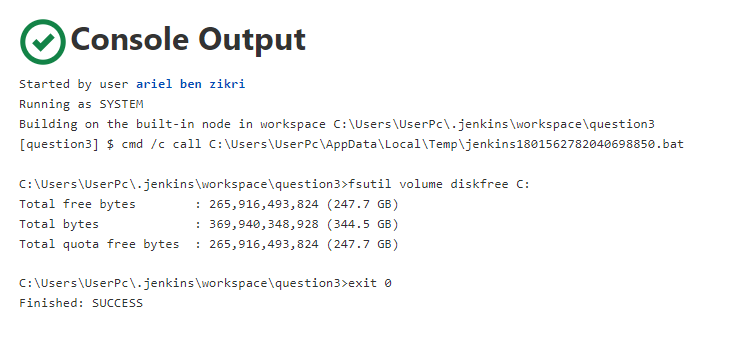 Console Output
Started by user ariel ben zikri
Running as SYSTEM
Building on the built-in node in workspace C:\Users\UserPc\.jenkins\workspace\question3
[question3] $ cmd /c call C:\Users\UserPc\AppData\Local\Temp\jenkins1801562782040698850.bat
C:\Users\UserPc\.jenkins\workspace\question3>fsutil volume diskfree C:
Total free bytes        : 265,916,493,824 (247.7 GB)
Total bytes             : 369,940,348,928 (344.5 GB)
Total quota free bytes  : 265,916,493,824 (247.7 GB)
C:\Users\UserPc\.jenkins\workspace\question3>exit 0
Finished: SUCCESS